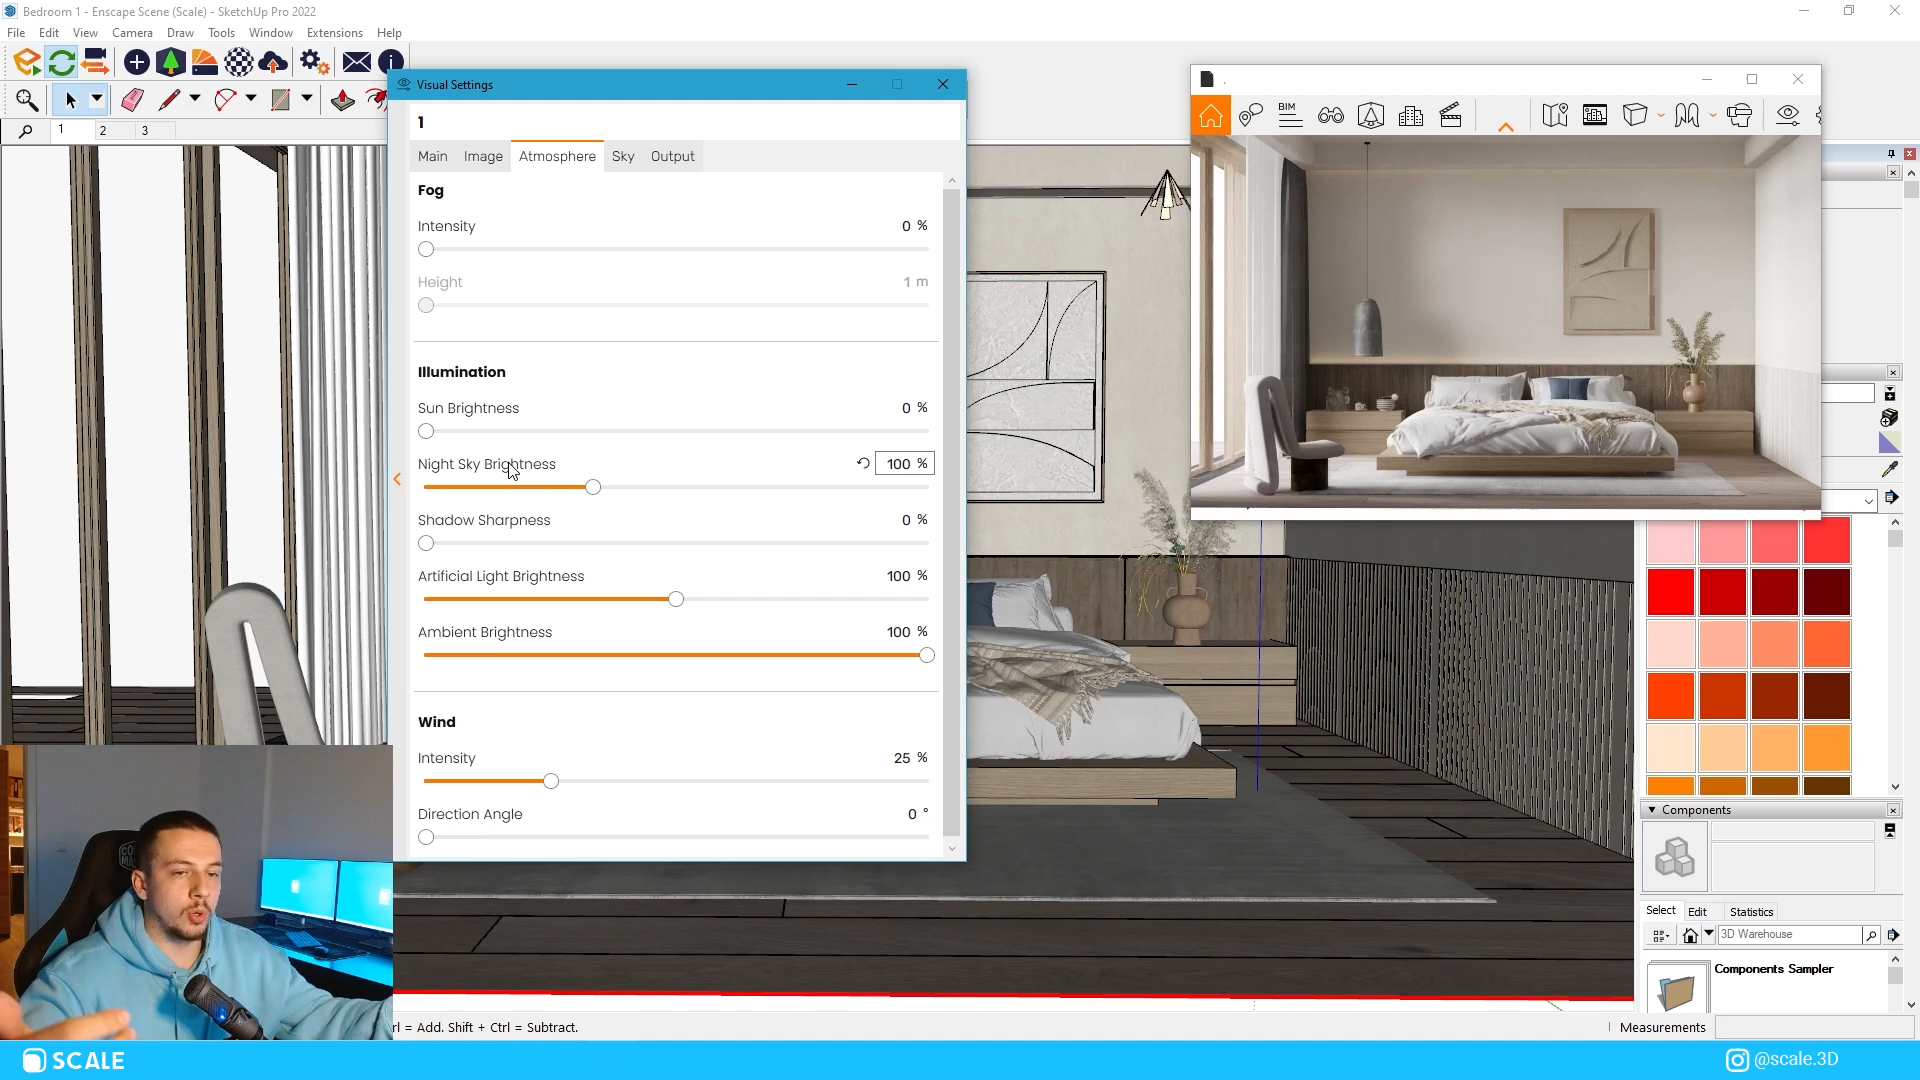 Bedroom 1 - Enscape Scene (Scale) - SketchUp Pro 2022
File Edit View Camera Draw Tools Window Extensions Help
1 2 3
Visual Settings
1
Main Image Atmosphere Sky Output
Fog
Intensity 0 %
Height 1 m
Illumination
Sun Brightness 0 %
Night Sky Brightness 100 %
Shadow Sharpness 0 %
Artificial Light Brightness 100 %
Ambient Brightness 100 %
Wind
Intensity 25 %
Direction Angle 0 °
.
BIM
Components
Select Edit Statistics
3D Warehouse
Components Sampler
rl = Add. Shift + Ctrl = Subtract.
Measurements
SCALE
@scale.3D